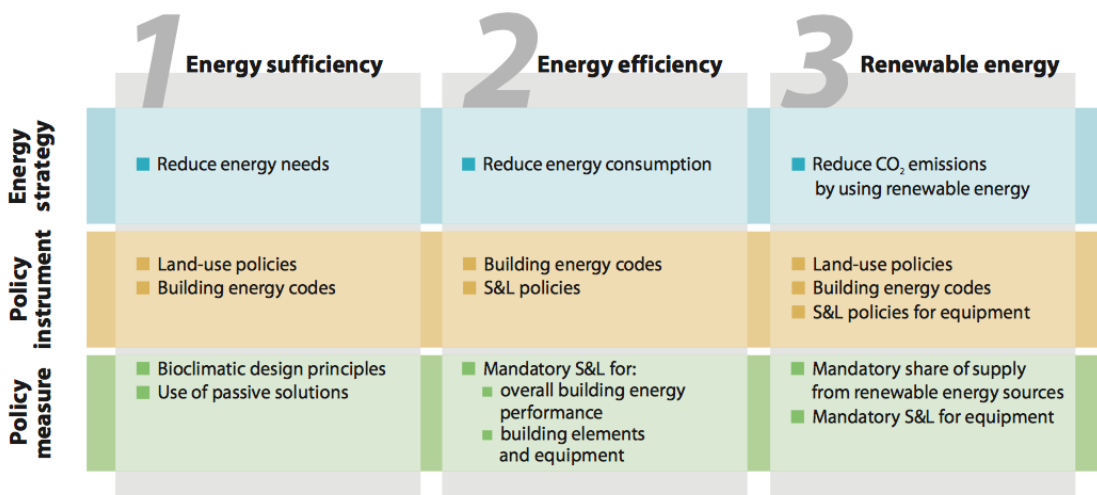 1 Energy sufficiency
2 Energy efficiency
3 Renewable energy
Energy
strategy
Reduce energy needs
Reduce energy consumption
Reduce CO₂ emissions
by using renewable energy
Policy
instrument
Land-use policies
Building energy codes
Building energy codes
S&L policies
Land-use policies
Building energy codes
S&L policies for equipment
Policy
measure
Bioclimatic design principles
Use of passive solutions
Mandatory S&L for:
overall building energy
performance
building elements
and equipment
Mandatory share of supply
from renewable energy sources
Mandatory S&L for equipment